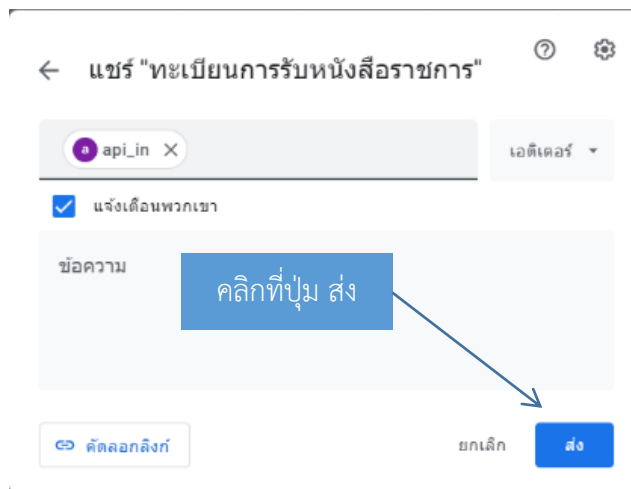 แชร์ "ทะเบียนการรับหนังสือราชการ"
a api_in
เอดิเตอร์
แจ้งเตือนพวกเขา
ข้อความ
คลิกที่ปุ่ม ส่ง
คัดลอกลิงก์
ยกเลิก
ส่ง